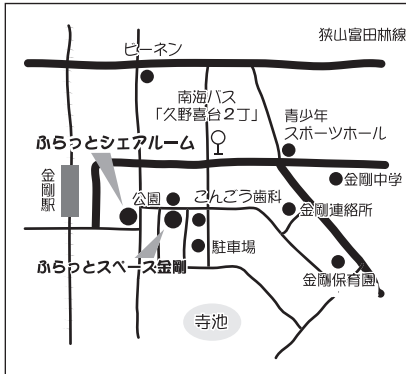 狭山富田林線
ビーネン
南海バス
「久野喜台2丁」
青少年
スポーツホール
ふらっとシェアルーム
金剛駅
公園
こんごう歯科
金剛中学
金剛連絡所
駐車場
ふらっとスペース金剛
金剛保育園
寺池